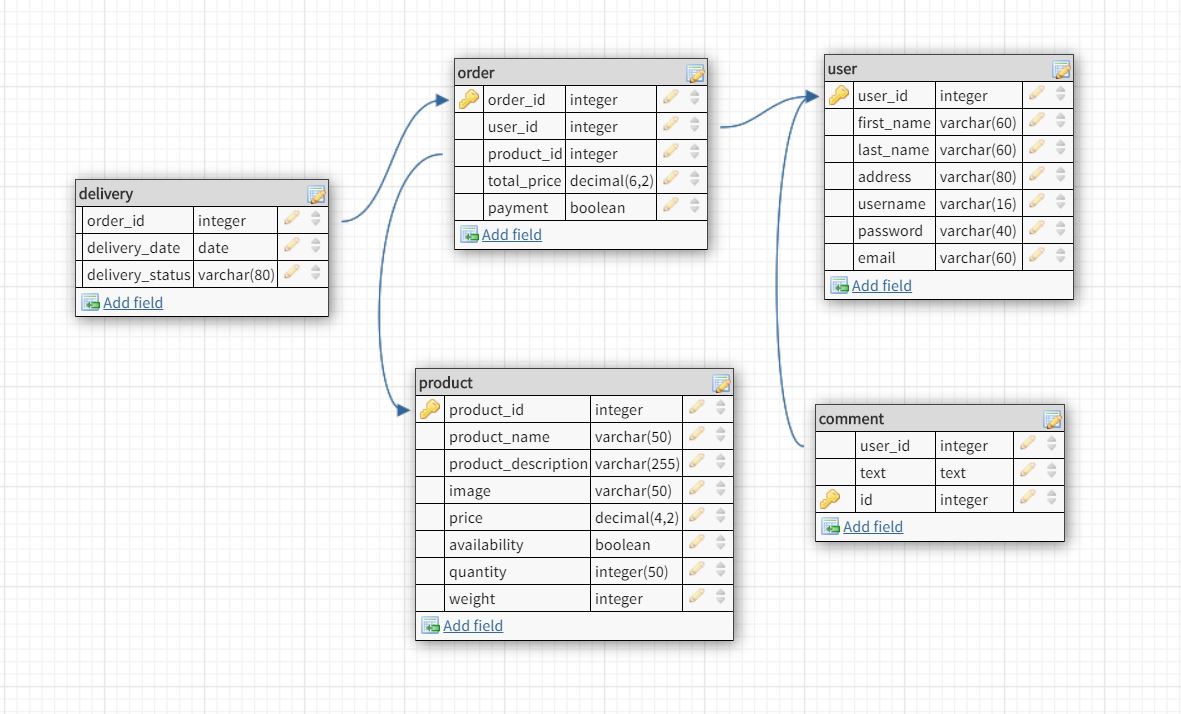 order
order_id integer
user_id integer
product_id integer
total_price decimal(6,2)
payment boolean
Add field
user
user_id integer
first_name varchar(60)
last_name varchar(60)
address varchar(80)
username varchar(16)
password varchar(40)
email varchar(60)
Add field
delivery
order_id integer
delivery_date date
delivery_status varchar(80)
Add field
product
product_id integer
product_name varchar(50)
product_description varchar(255)
image varchar(50)
price decimal(4,2)
availability boolean
quantity integer(50)
weight integer
Add field
comment
user_id integer
text text
id integer
Add field